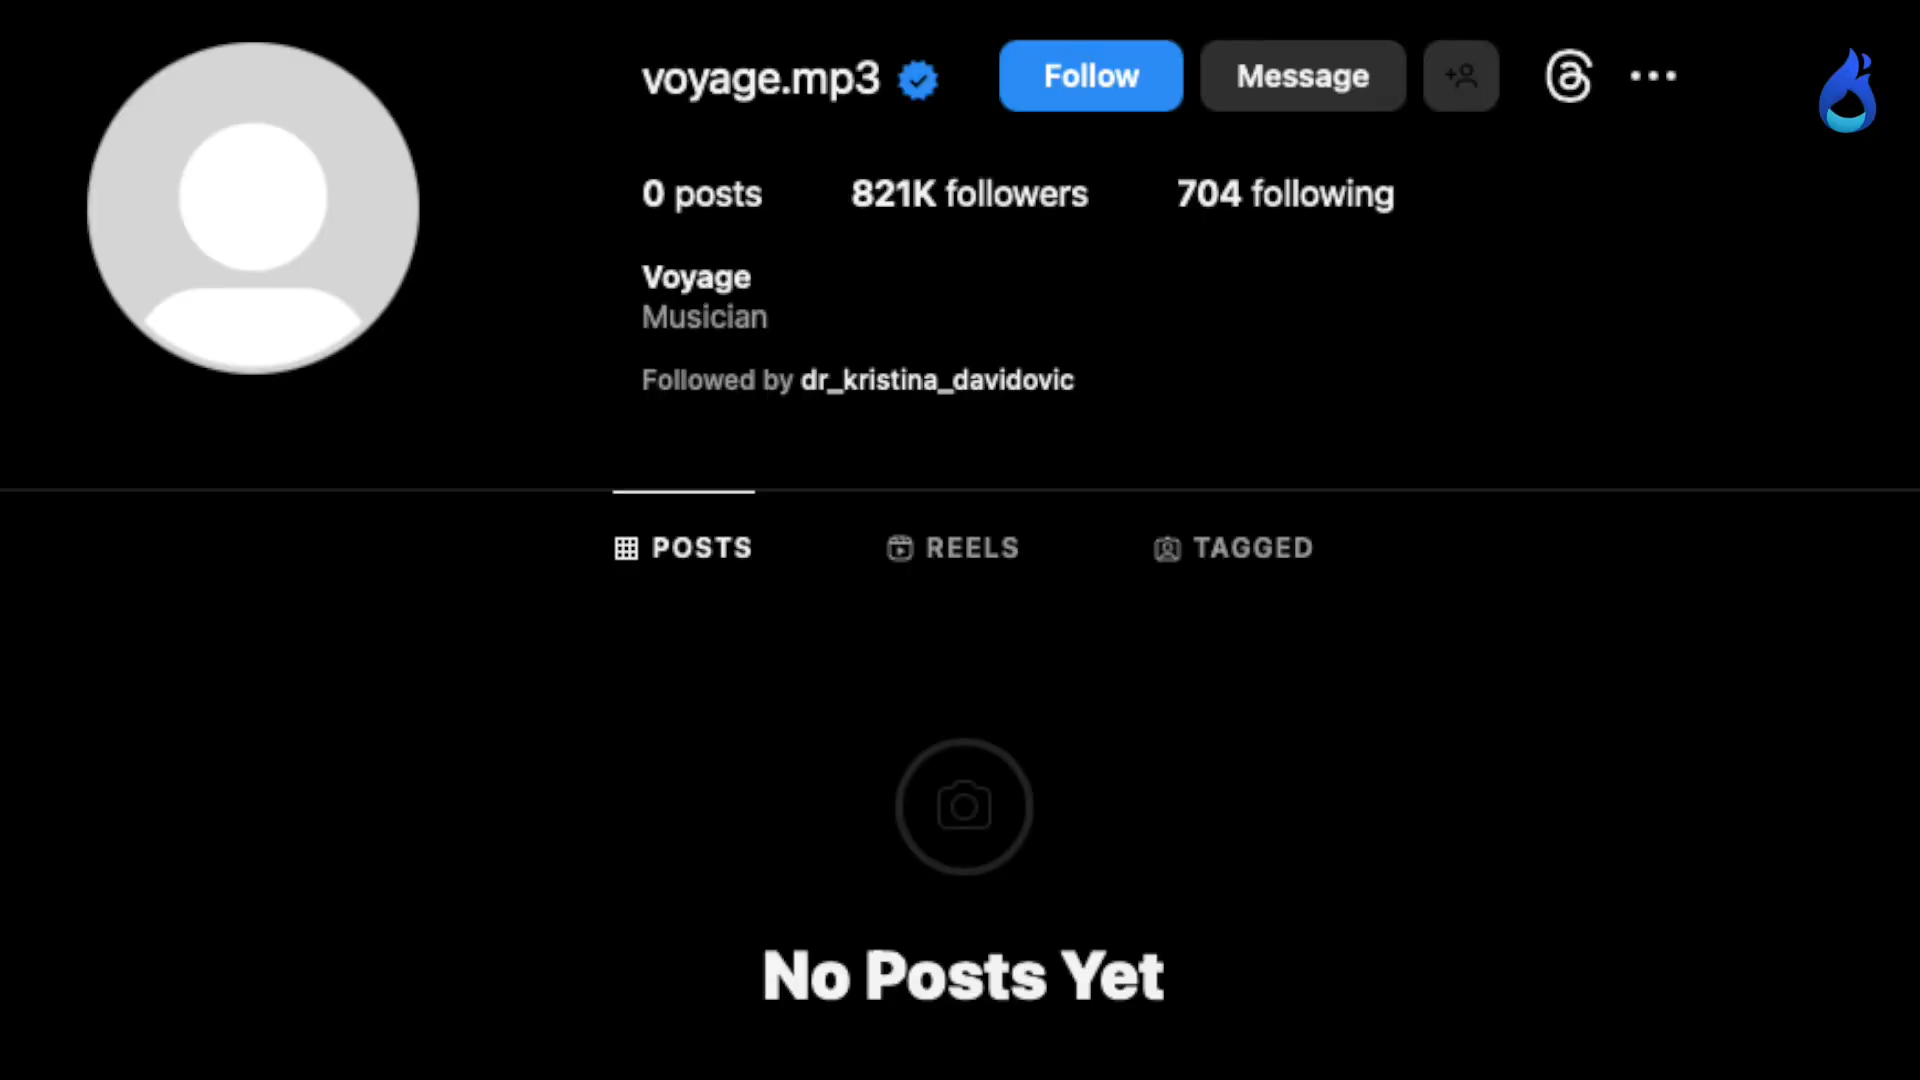 voyage.mp3 Follow Message
0 posts 821K followers 704 following
Voyage
Musician
Followed by dr_kristina_davidovic
POSTS REELS TAGGED
No Posts Yet